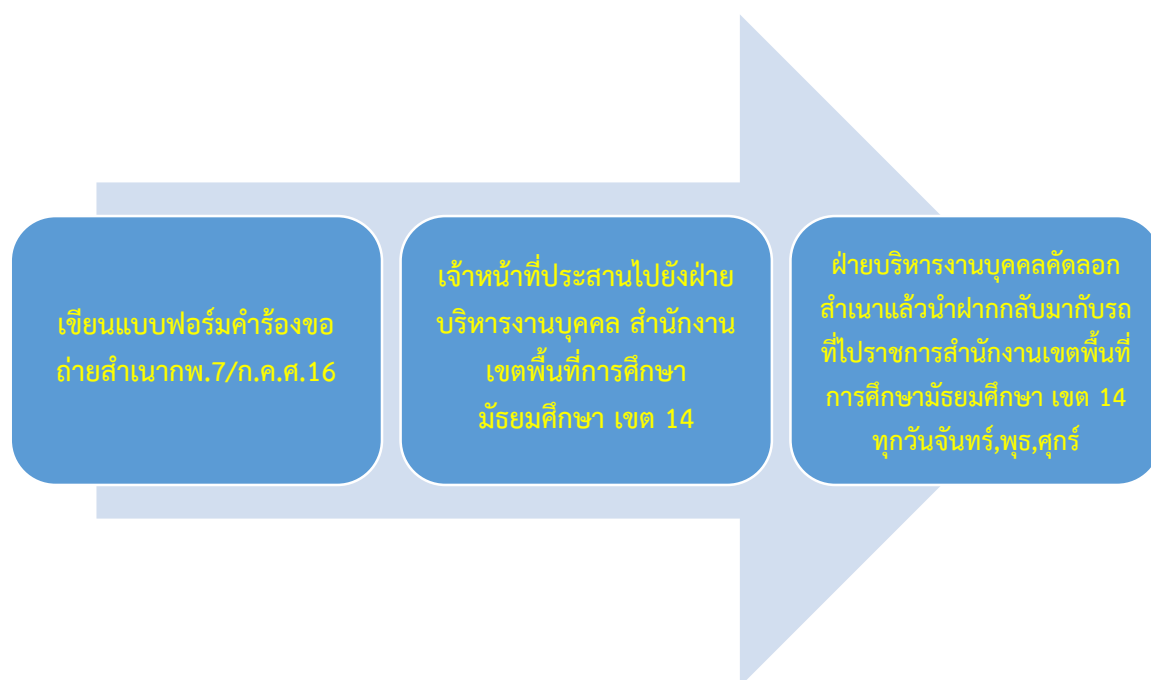 เขียนแบบฟอร์มคำร้องขอ
ถ่ายสำเนากพ.7/ก.ค.ศ.16
เจ้าหน้าที่ประสานไปยังฝ่าย
บริหารงานบุคคล สำนักงาน
เขตพื้นที่การศึกษา
มัธยมศึกษา เขต 14
ฝ่ายบริหารงานบุคคลคัดลอก
สำเนาแล้วนำฝากกลับมากับรถ
ที่ไปราชการสำนักงานเขตพื้นที่
การศึกษามัธยมศึกษา เขต 14
ทุกวันจันทร์,พุธ,ศุกร์